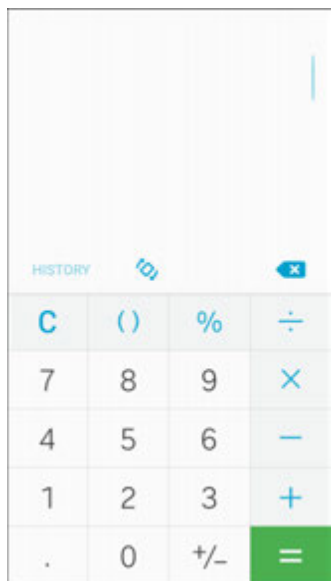 HISTORY
C () % ÷
7 8 9 ×
4 5 6 −
1 2 3 +
. 0 +/− =